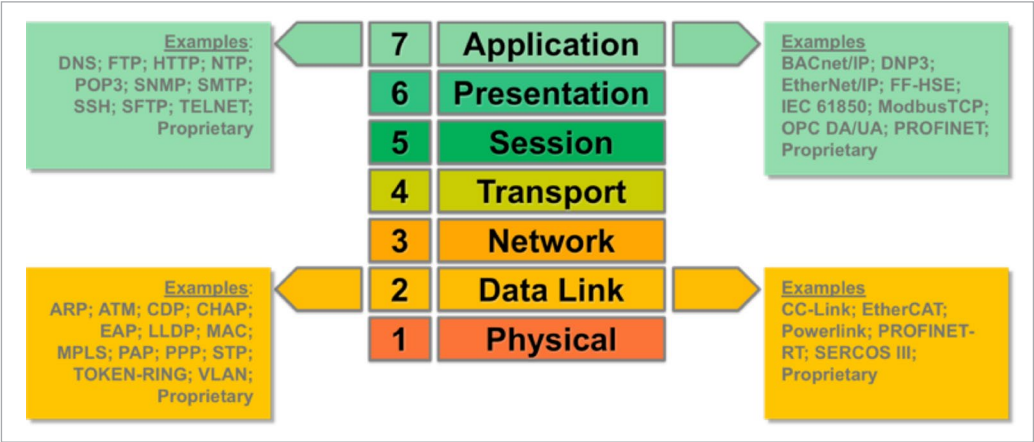 Examples:
DNS; FTP; HTTP; NTP;
POP3; SNMP; SMTP;
SSH; SFTP; TELNET;
Proprietary
7 Application
6 Presentation
5 Session
4 Transport
3 Network
2 Data Link
1 Physical
Examples
BACnet/IP; DNP3;
EtherNet/IP; FF-HSE;
IEC 61850; ModbusTCP;
OPC DA/UA; PROFINET;
Proprietary
Examples:
ARP; ATM; CDP; CHAP;
EAP; LLDP; MAC;
MPLS; PAP; PPP; STP;
TOKEN-RING; VLAN;
Proprietary
Examples
CC-Link; EtherCAT;
Powerlink; PROFINET-
RT; SERCOS III;
Proprietary